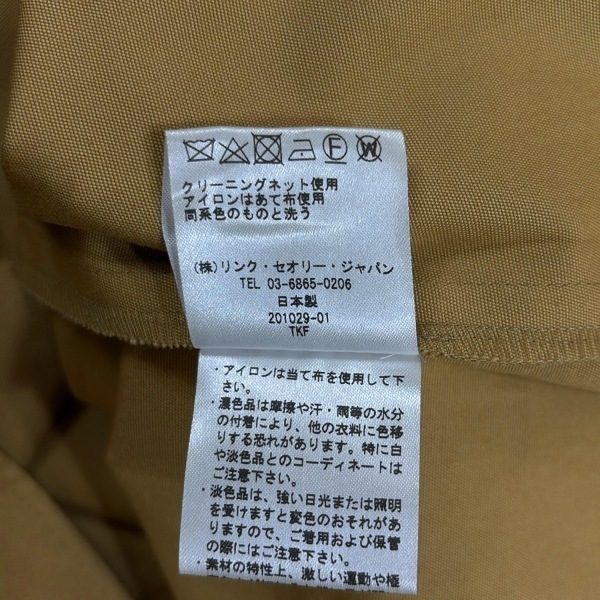 F W
クリーニングネット使用
アイロンはあて布使用
同系色のものと洗う
(株)リンク・セオリー・ジャパン
TEL 03-6865-0206
日本製
201029-01
TKF
・アイロンは当て布を使用して下
さい。
・濃色品は摩擦や汗・雨等の水分
の付着により、他の衣料に色移
りする恐れがあります。特に白
や淡色品とのコーディネートは
ご注意下さい。
・淡色品は、強い日光または照明
を受けますと変色のおそれがあ
りますので、ご着用および保管
の際にはご注意下さい。
・素材の特性上、激しい運動や極